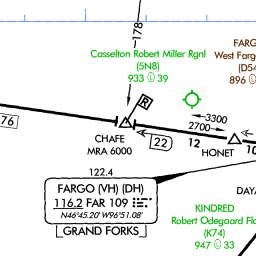 178
Casselton Robert Miller Rgnl
(5N8)
933 39
FARG
West Farg
(D54
896
3300
2700
76
CHAFE
MRA 6000
22
12
HONET
10
122.4
FARGO (VH) (DH)
116.2 FAR 109
N46°45.20' W96°51.08'
GRAND FORKS
DAY
KINDRED
Robert Odegaard Fl
(K74)
947 33